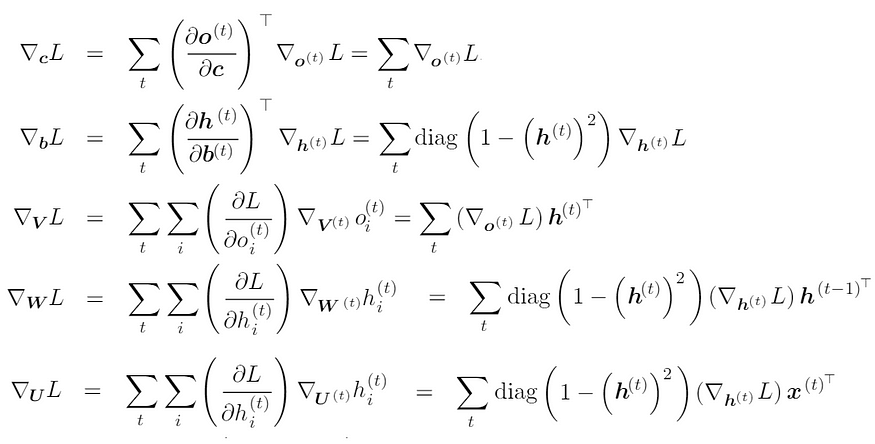 ∇_c L = ∑_t (∂o^(t)/∂c)^⊤ ∇_{o^(t)} L = ∑_t ∇_{o^(t)} L
∇_b L = ∑_t (∂h^(t)/∂b^(t))^⊤ ∇_{h^(t)} L = ∑_t diag (1 − (h^(t))^2) ∇_{h^(t)} L
∇_V L = ∑_t ∑_i (∂L/∂o_i^(t)) ∇_{V^(t)} o_i^(t) = ∑_t (∇_{o^(t)} L) h^(t)^⊤
∇_W L = ∑_t ∑_i (∂L/∂h_i^(t)) ∇_{W^(t)} h_i^(t) = ∑_t diag (1 − (h^(t))^2) (∇_{h^(t)} L) h^(t−1)^⊤
∇_U L = ∑_t ∑_i (∂L/∂h_i^(t)) ∇_{U^(t)} h_i^(t) = ∑_t diag (1 − (h^(t))^2) (∇_{h^(t)} L) x^(t)^⊤